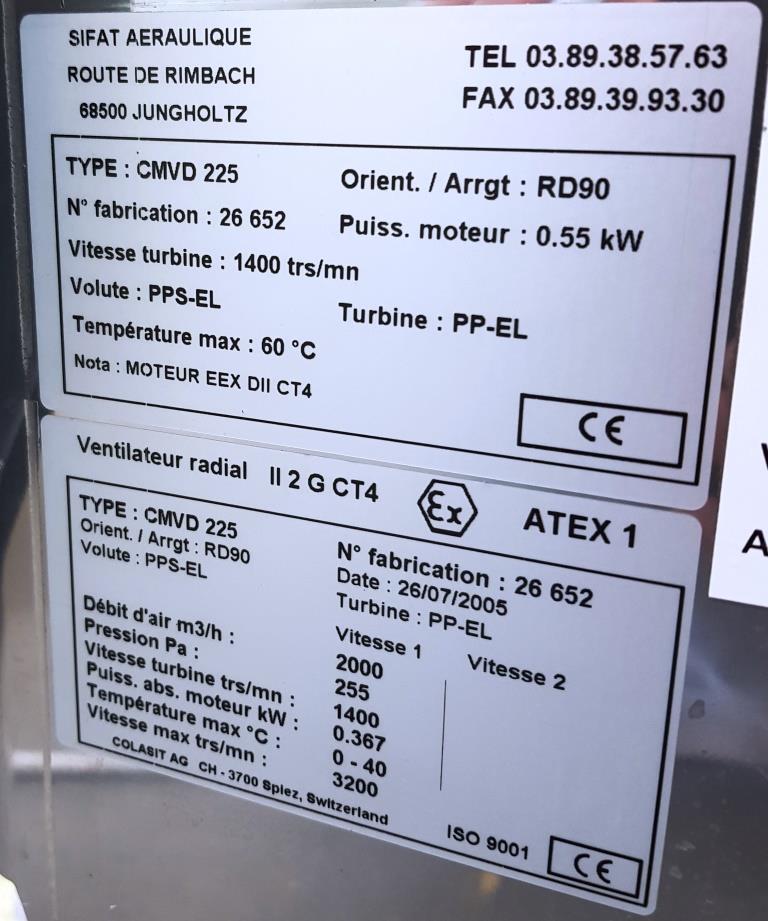 SIFAT AERAULIQUE
ROUTE DE RIMBACH
68500 JUNGHOLTZ
TEL 03.89.38.57.63
FAX 03.89.39.93.30
TYPE : CMVD 225
Orient. / Arrgt : RD90
N° fabrication : 26 652
Puiss. moteur : 0.55 kW
Vitesse turbine : 1400 trs/mn
Volute : PPS-EL
Turbine : PP-EL
Température max : 60 °C
Nota : MOTEUR EEX DII CT4
CE
Ventilateur radial II 2 G CT4 Ex ATEX 1
TYPE : CMVD 225
Orient. / Arrgt : RD90
Volute : PPS-EL
N° fabrication : 26 652
Date : 26/07/2005
Turbine : PP-EL
Vitesse 1 Vitesse 2
Débit d'air m3/h : 2000
Pression Pa : 255
Vitesse turbine trs/mn : 1400
Puiss. abs. moteur kW : 0.367
Température max °C : 0 - 40
Vitesse max trs/mn : 3200
COLASIT AG CH - 3700 Spiez, Switzerland
ISO 9001
CE
A